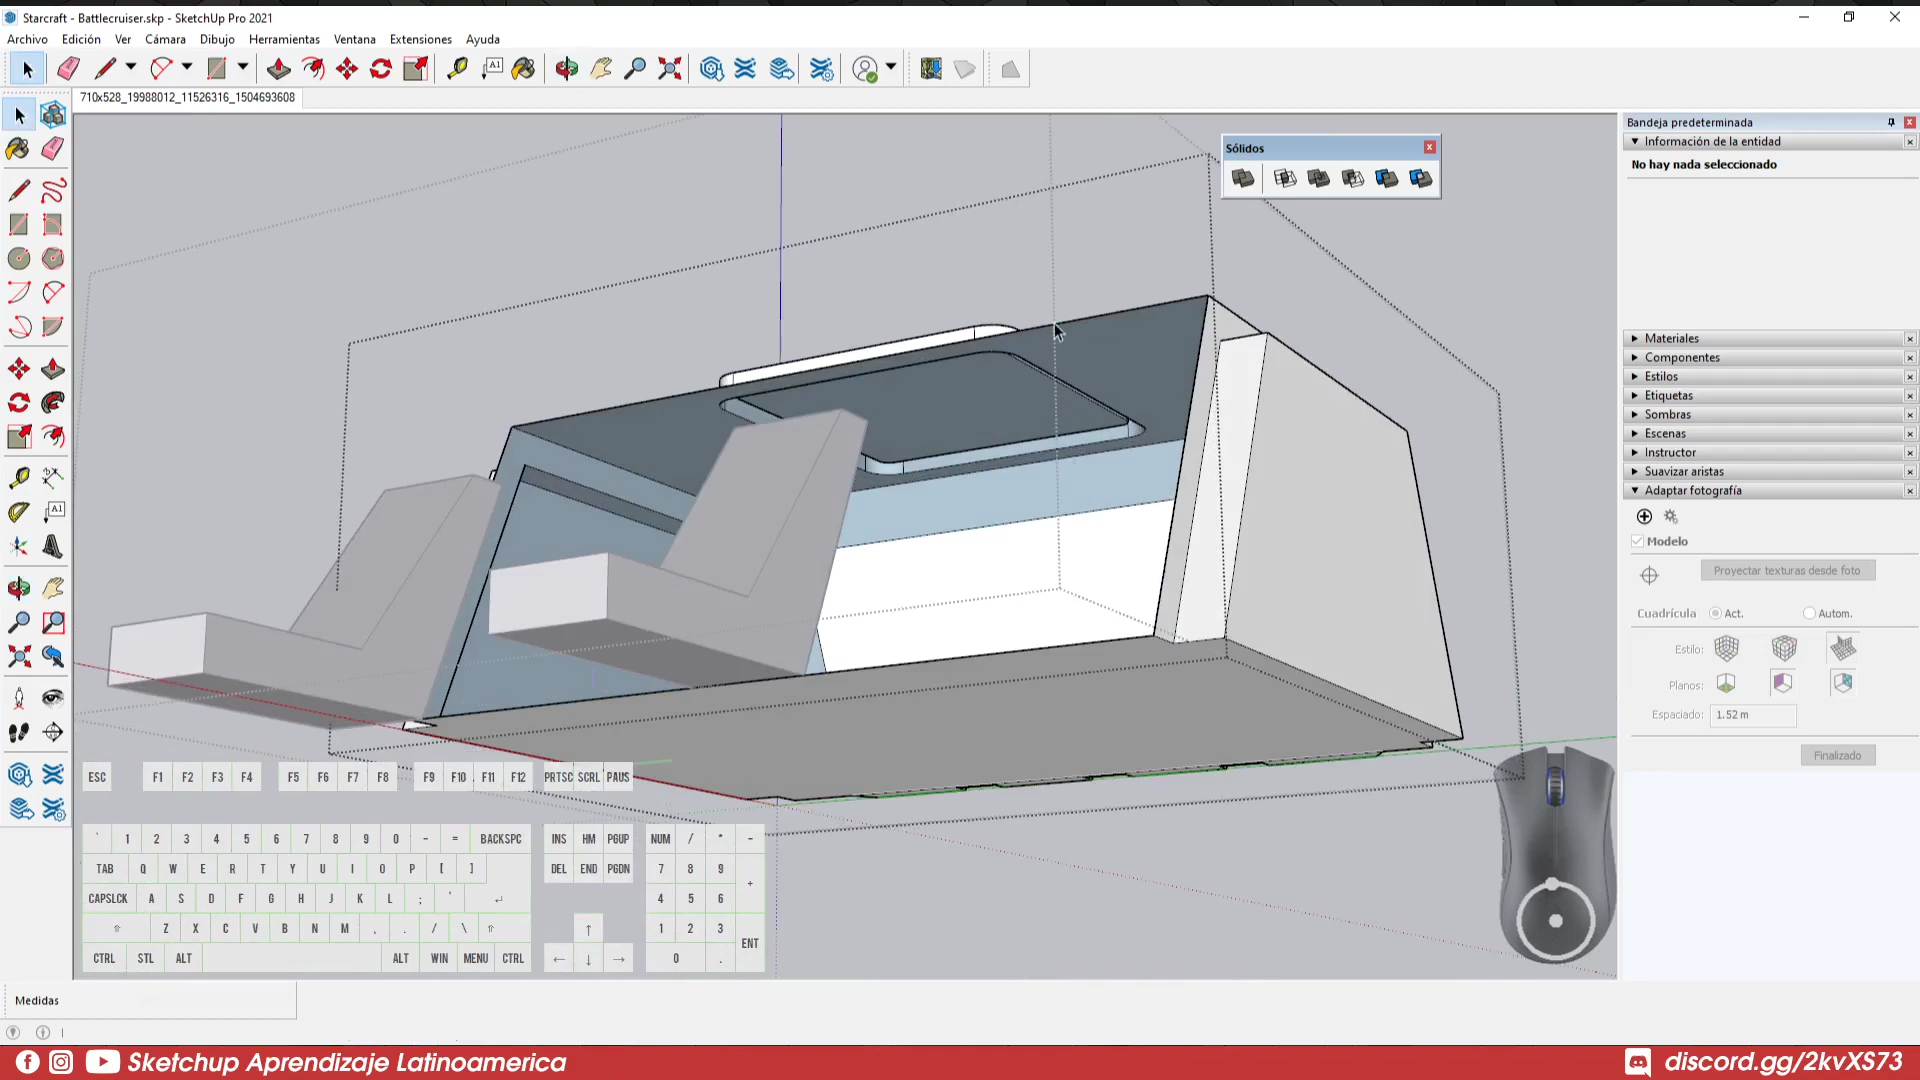 Starcraft - Battlecruiser.skp - SketchUp Pro 2021
Archivo Edición Ver Cámara Dibujo Herramientas Ventana Extensiones Ayuda
A1
710x528_19988012_11526316_1504693608
Sólidos
Bandeja predeterminada
Información de la entidad
No hay nada seleccionado
A1
Materiales
Componentes
Estilos
Etiquetas
Sombras
Escenas
Instructor
Suavizar aristas
Adaptar fotografía
Modelo
Proyectar texturas desde foto
Cuadrícula Act. Autom.
Estilo:
Planos:
Espaciado: 1.52 m
Finalizado
ESC F1 F2 F3 F4 F5 F6 F7 F8 F9 F10 F11 F12 PRTSC SCRL PAUS
` 1 2 3 4 5 6 7 8 9 0 - = BACKSPC INS HM PGUP NUM / * -
TAB Q W E R T Y U I O P [ ] DEL END PGDN 7 8 9 +
CAPSLCK A S D F G H J K L ; ' ↵ 4 5 6
⇧ Z X C V B N M , . / \ ⇧ ↑ 1 2 3 ENT
CTRL STL ALT ALT WIN MENU CTRL ← ↓ → 0 .
Medidas
Sketchup Aprendizaje Latinoamerica
discord.gg/2kvXS73